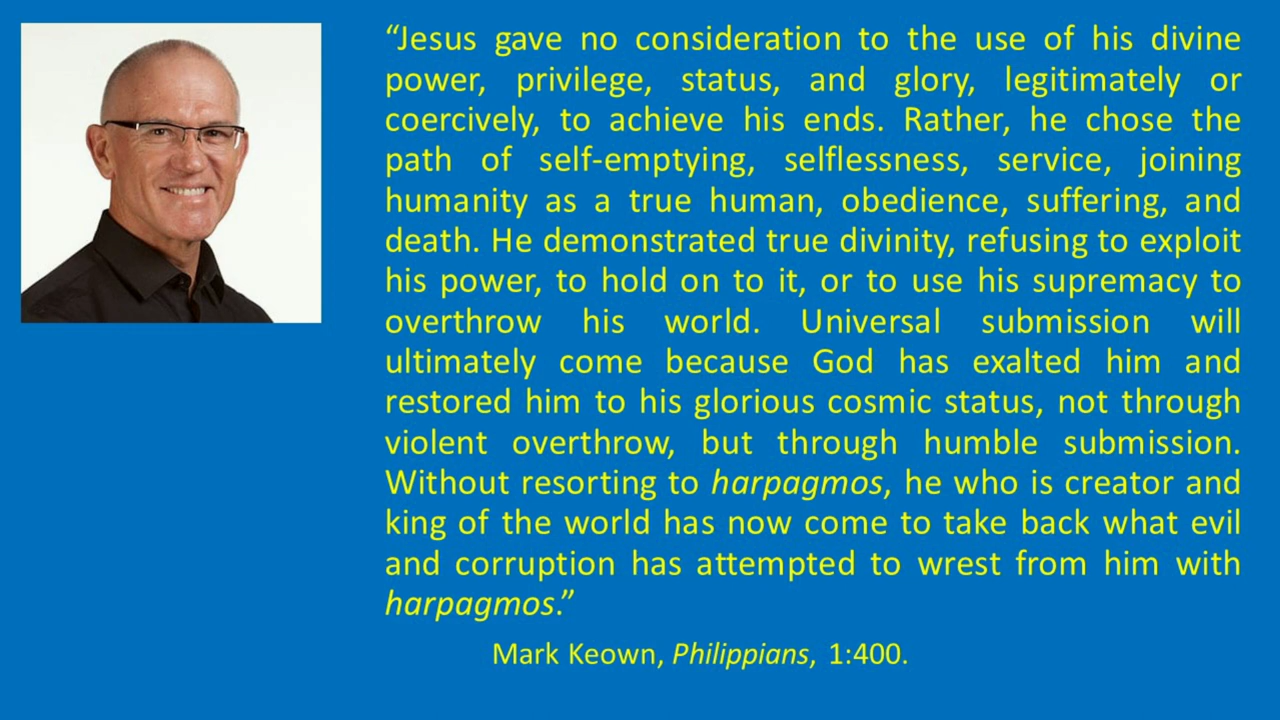 “Jesus gave no consideration to the use of his divine
power, privilege, status, and glory, legitimately or
coercively, to achieve his ends. Rather, he chose the
path of self-emptying, selflessness, service, joining
humanity as a true human, obedience, suffering, and
death. He demonstrated true divinity, refusing to exploit
his power, to hold on to it, or to use his supremacy to
overthrow his world. Universal submission will
ultimately come because God has exalted him and
restored him to his glorious cosmic status, not through
violent overthrow, but through humble submission.
Without resorting to harpagmos, he who is creator and
king of the world has now come to take back what evil
and corruption has attempted to wrest from him with
harpagmos.”
Mark Keown, Philippians, 1:400.